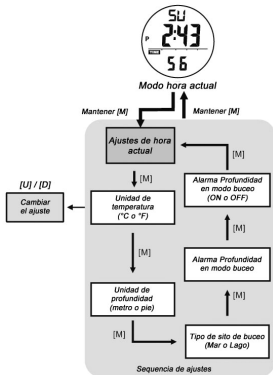 SU
P 2:43
56
Modo hora actual
Mantener [M]
Mantener [M]
Ajustes de hora
actual
[M]
[M]
[U] / [D]
Cambiar
el ajuste
Unidad de
temperatura
(°C o °F)
Alarma Profundidad
en modo buceo
(ON o OFF)
[M]
[M]
Alarma Profundidad
en modo buceo
Unidad de
profundidad
(metro o pie)
[M]
[M]
Tipo de sito de buceo
(Mar o Lago)
Sequencia de ajustes